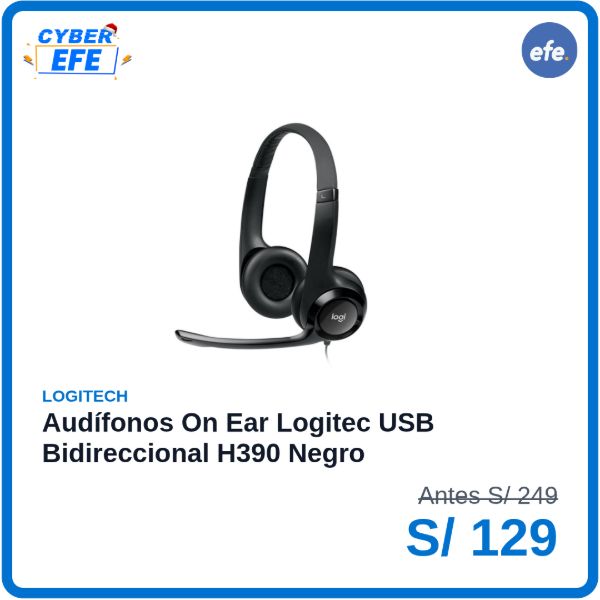 CYBER
EFE
efe.
logi
LOGITECH
Audífonos On Ear Logitec USB
Bidireccional H390 Negro
Antes S/ 249
S/ 129